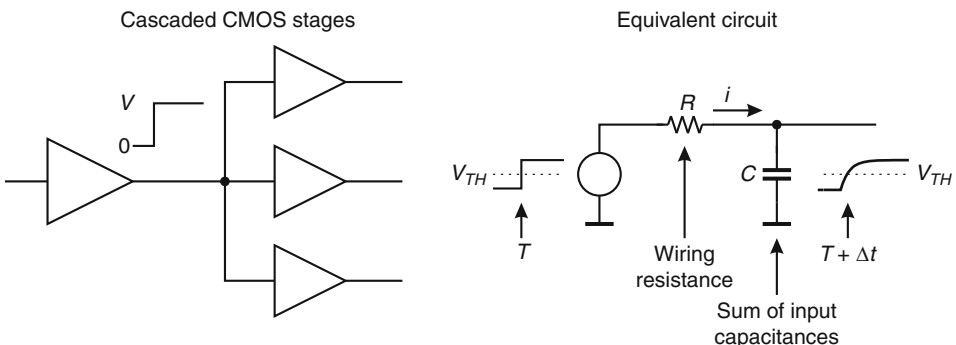 Cascaded CMOS stages
V
0
Equivalent circuit
R
i
V_TH
C
V_TH
T
Wiring
resistance
T + Δt
Sum of input
capacitances